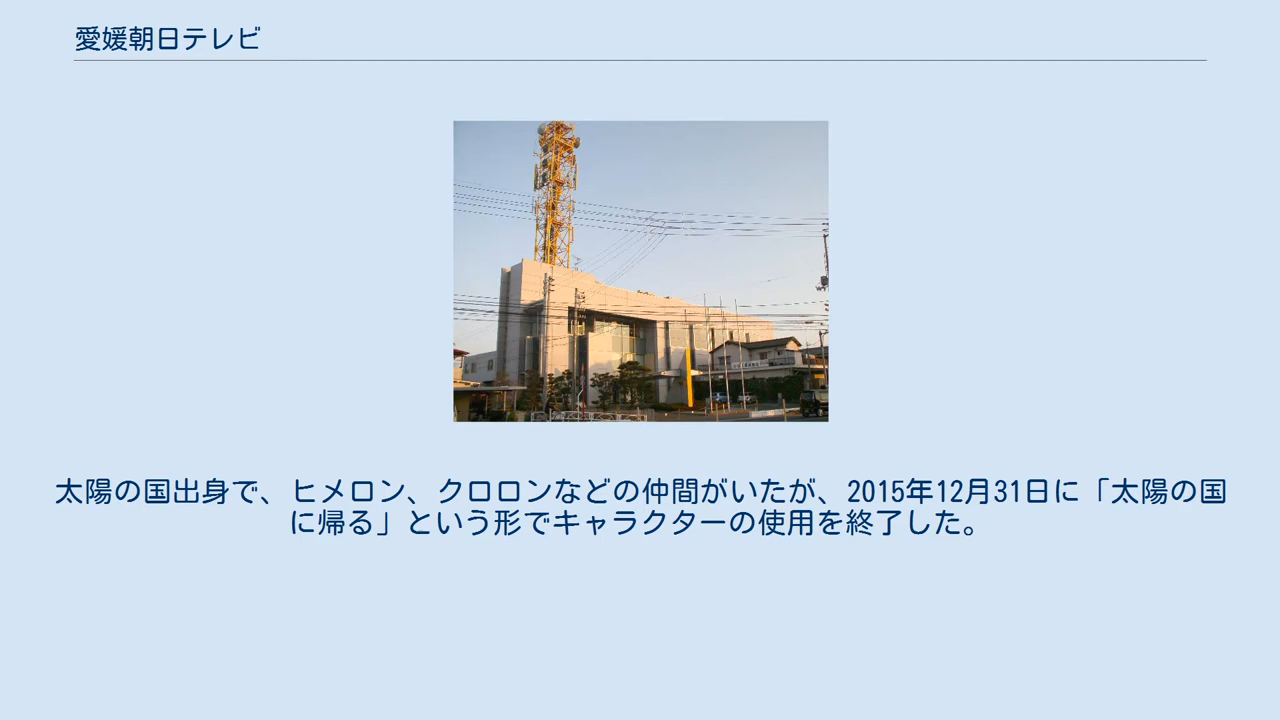 愛媛朝日テレビ
太陽の国出身で、ヒメロン、クロロンなどの仲間がいたが、2015年12月31日に「太陽の国
に帰る」という形でキャラクターの使用を終了した。